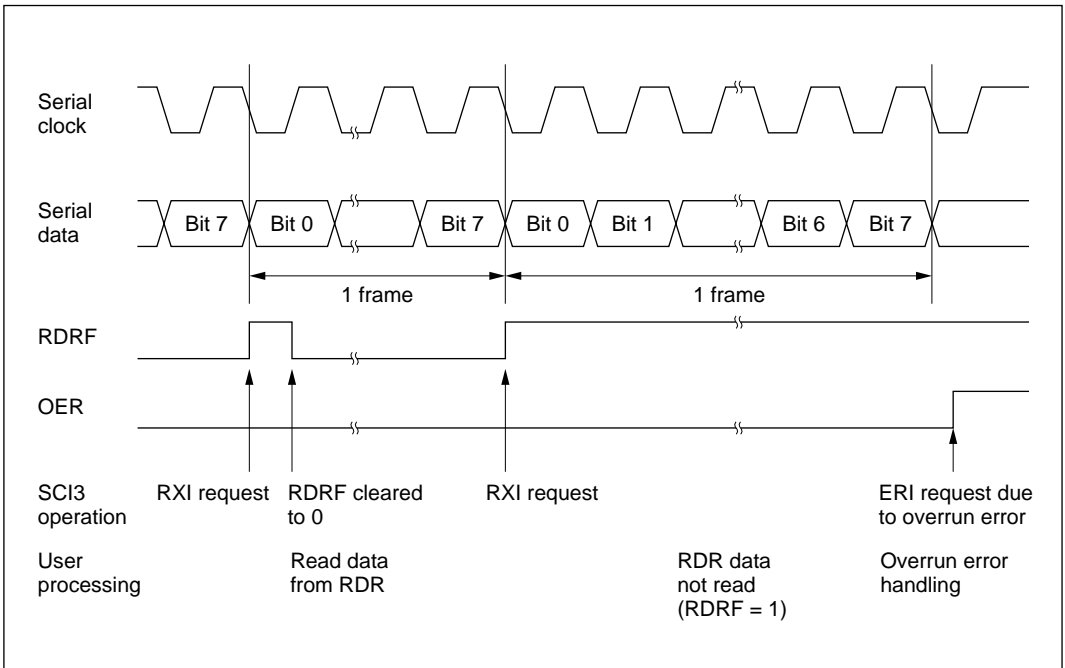 Serial
clock
Serial
data
Bit 7 Bit 0 Bit 7 Bit 0 Bit 1 Bit 6 Bit 7
1 frame 1 frame
RDRF
OER
SCI3
operation
RXI request
RDRF cleared
to 0
RXI request
ERI request due
to overrun error
User
processing
Read data
from RDR
RDR data
not read
(RDRF = 1)
Overrun error
handling